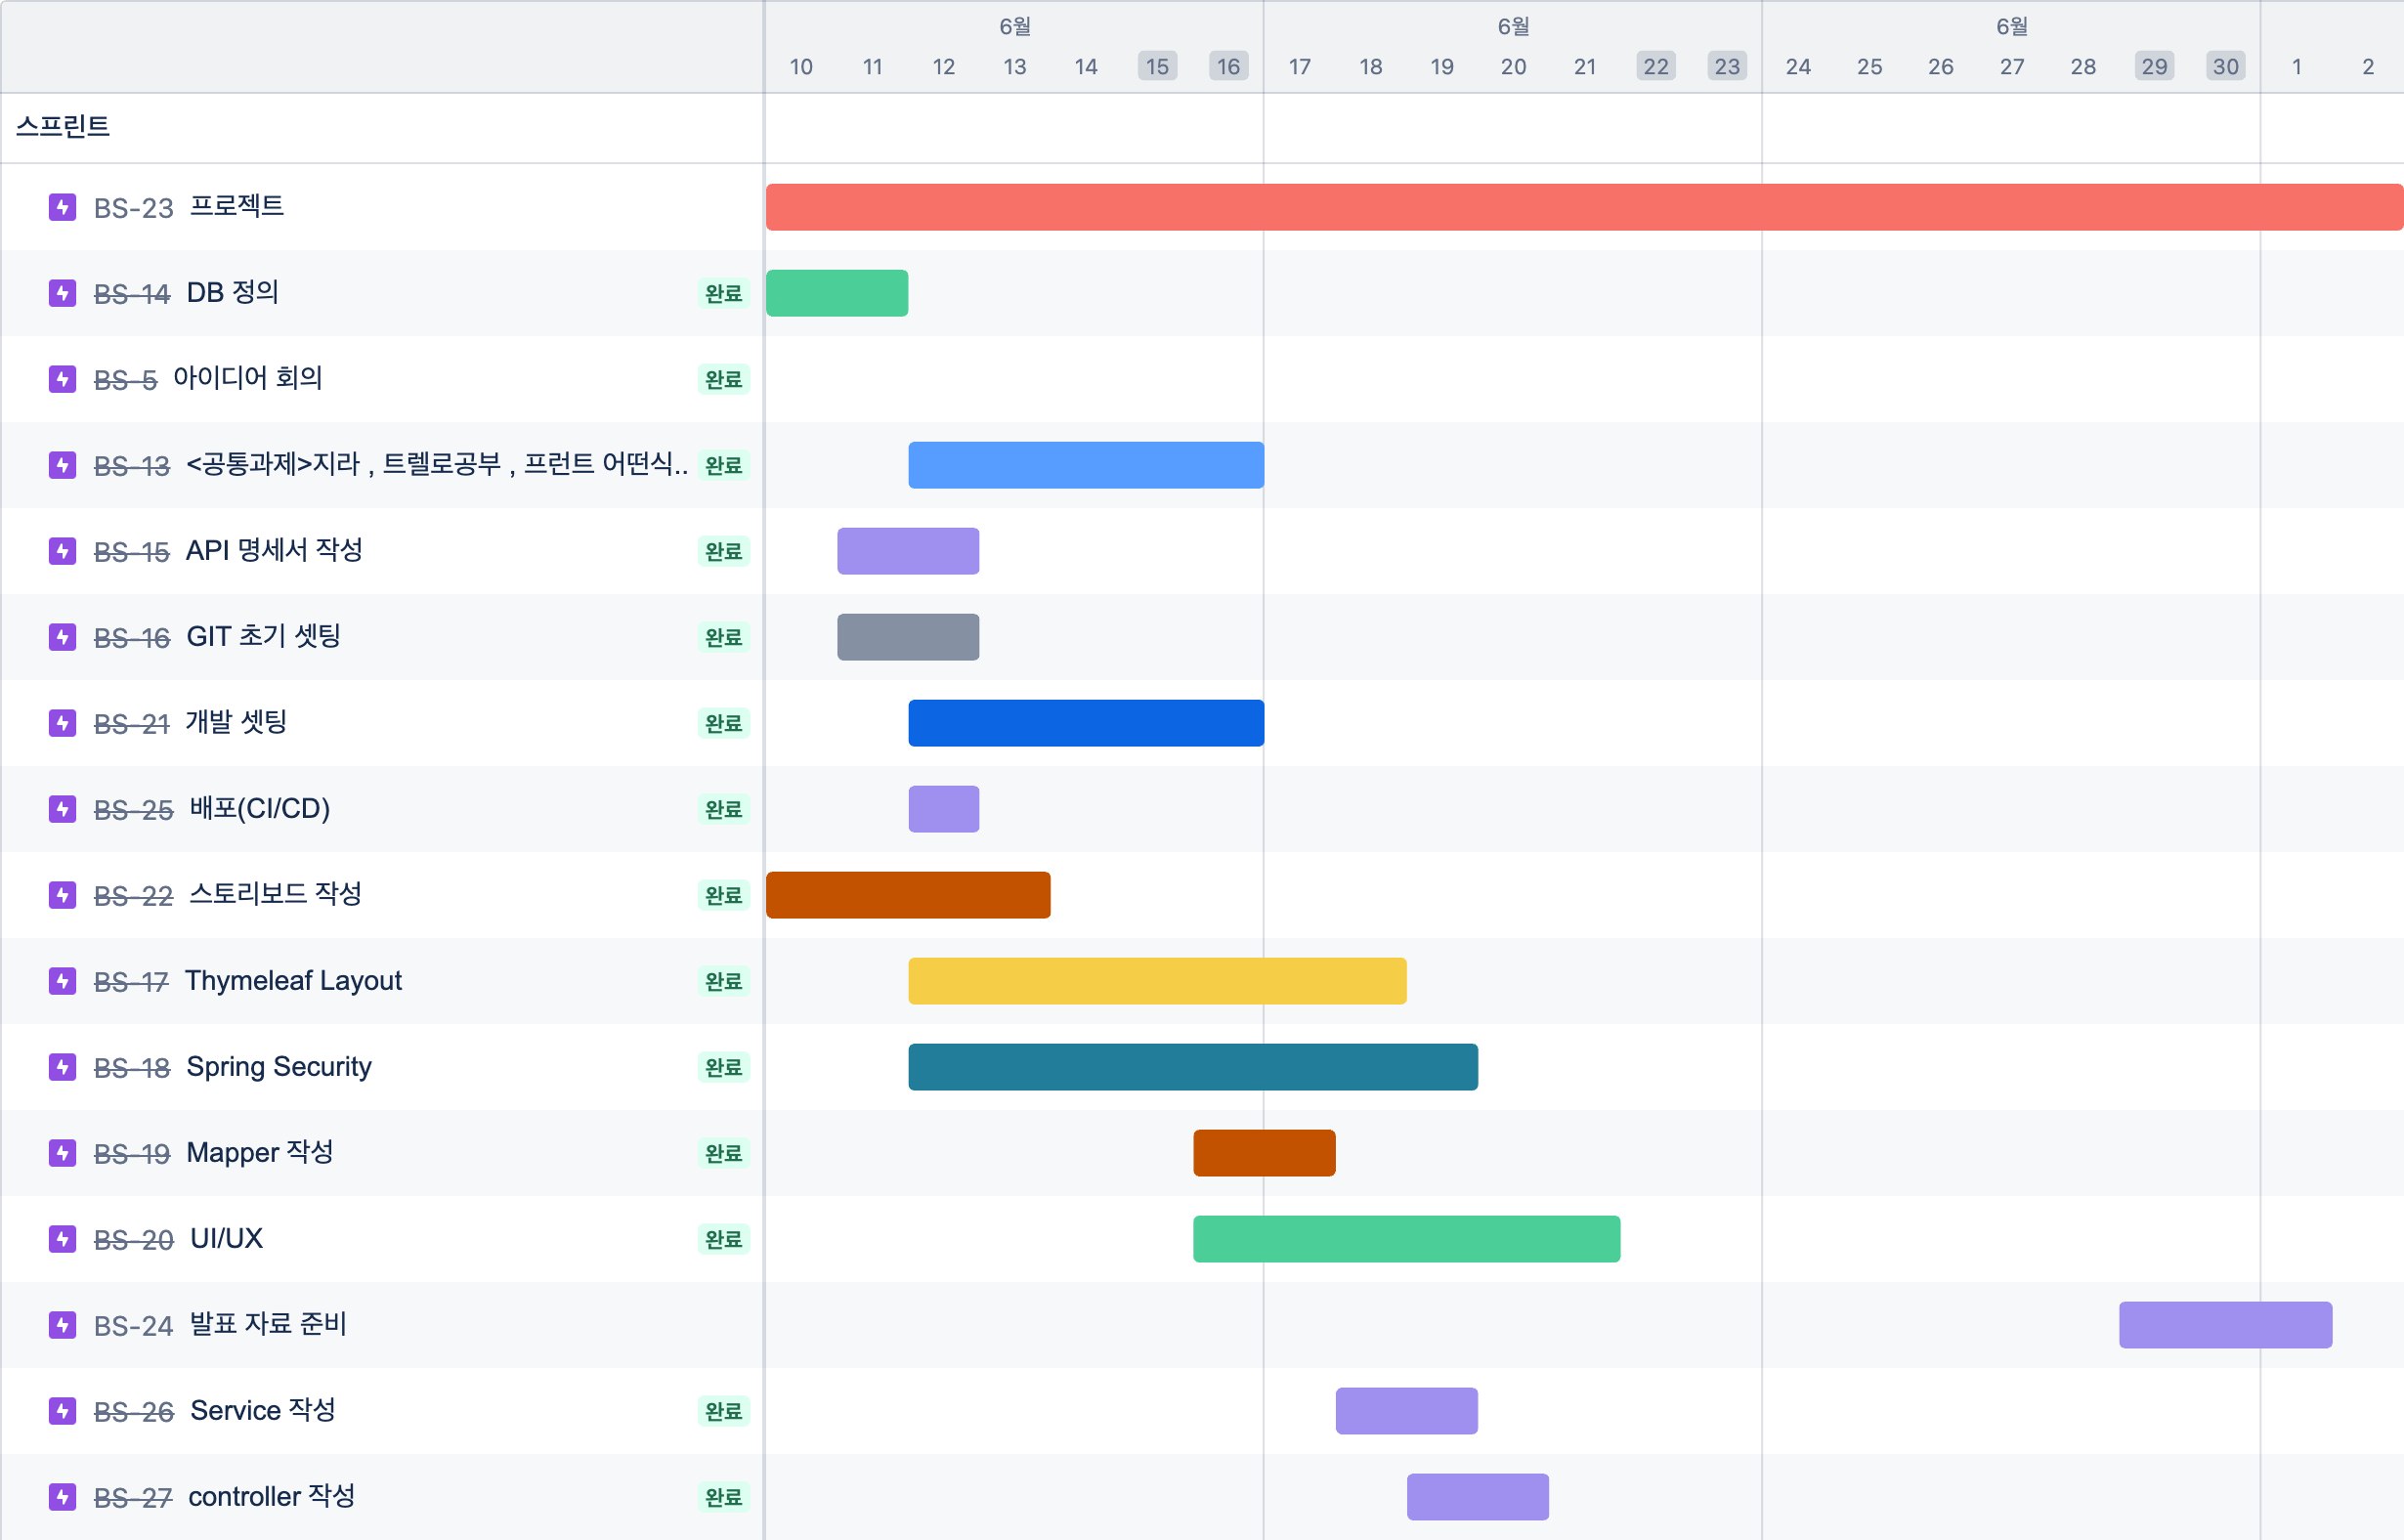 6월 6월 6월
10 11 12 13 14 15 16 17 18 19 20 21 22 23 24 25 26 27 28 29 30 1 2
스프린트
BS-23 프로젝트
BS-14 DB 정의 완료
BS-5 아이디어 회의 완료
BS-13 <공통과제>지라 , 트렐로공부 , 프런트 어떤식.. 완료
BS-15 API 명세서 작성 완료
BS-16 GIT 초기 셋팅 완료
BS-21 개발 셋팅 완료
BS-25 배포(CI/CD) 완료
BS-22 스토리보드 작성 완료
BS-17 Thymeleaf Layout 완료
BS-18 Spring Security 완료
BS-19 Mapper 작성 완료
BS-20 UI/UX 완료
BS-24 발표 자료 준비
BS-26 Service 작성 완료
BS-27 controller 작성 완료